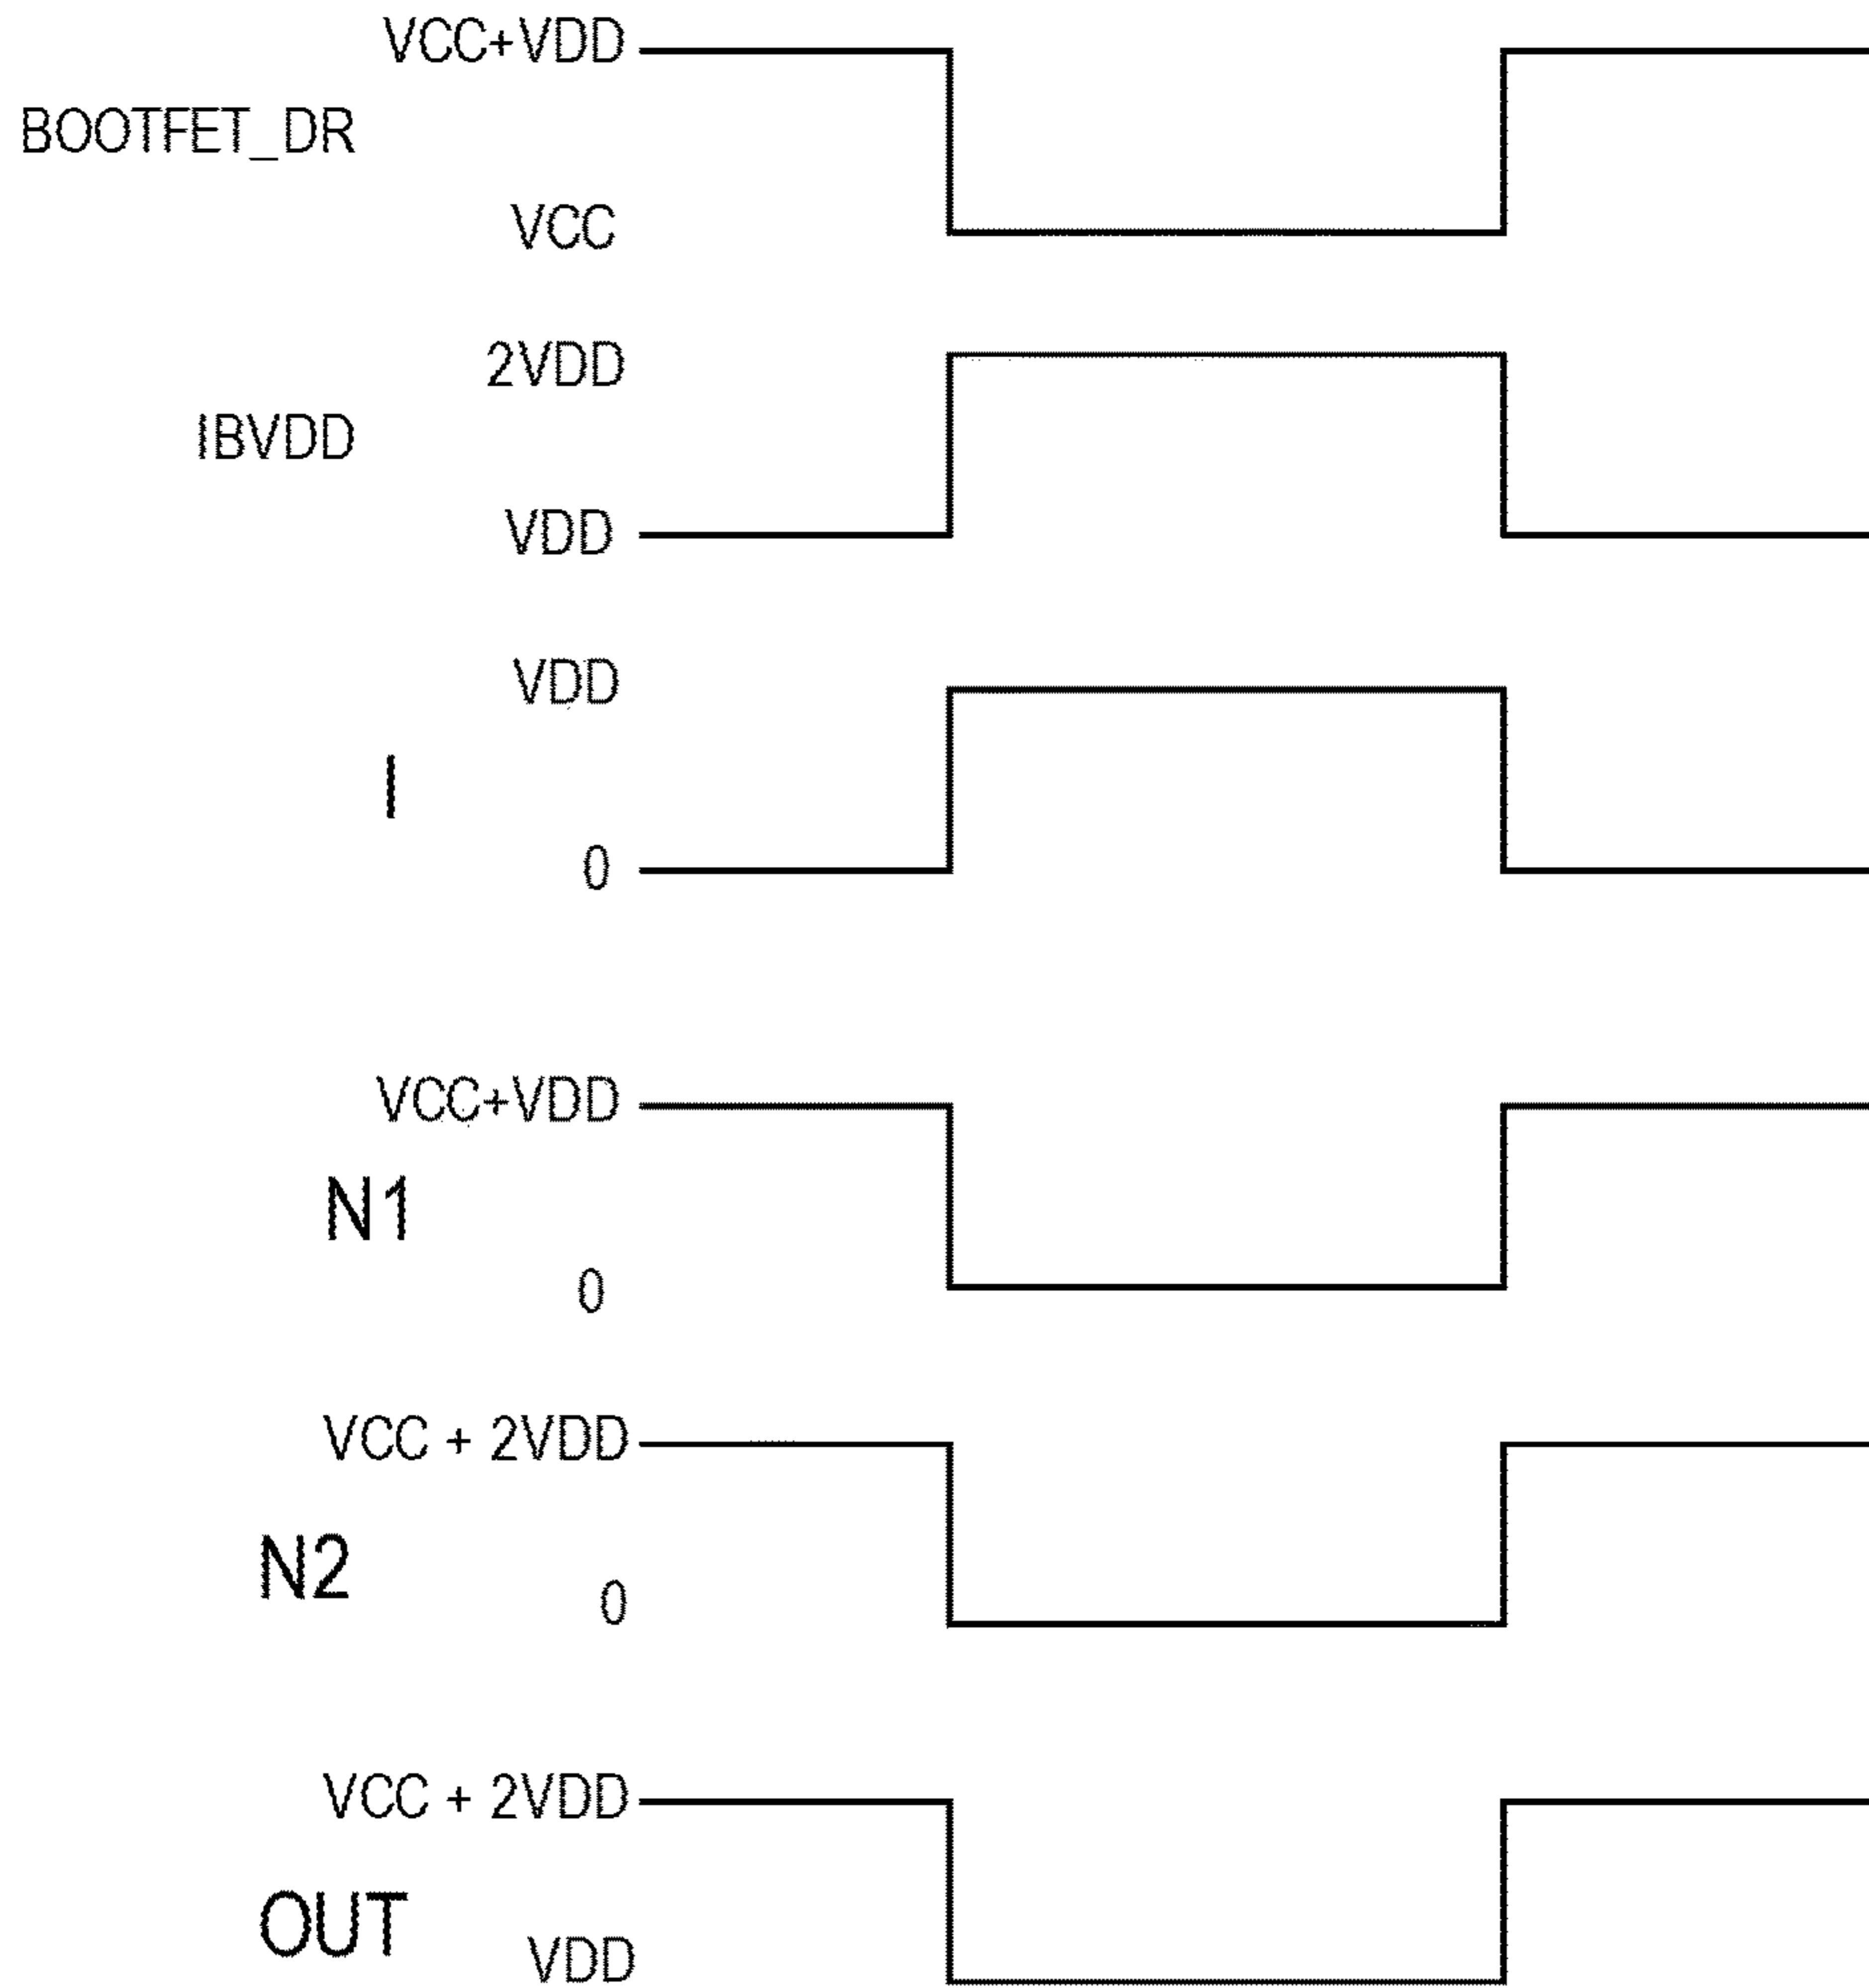 VCC+VDD
BOOTFET_DR
VCC
2VDD
IBVDD
VDD
VDD
I
0
VCC+VDD
N1
0
VCC + 2VDD
N2
0
VCC + 2VDD
OUT
VDD